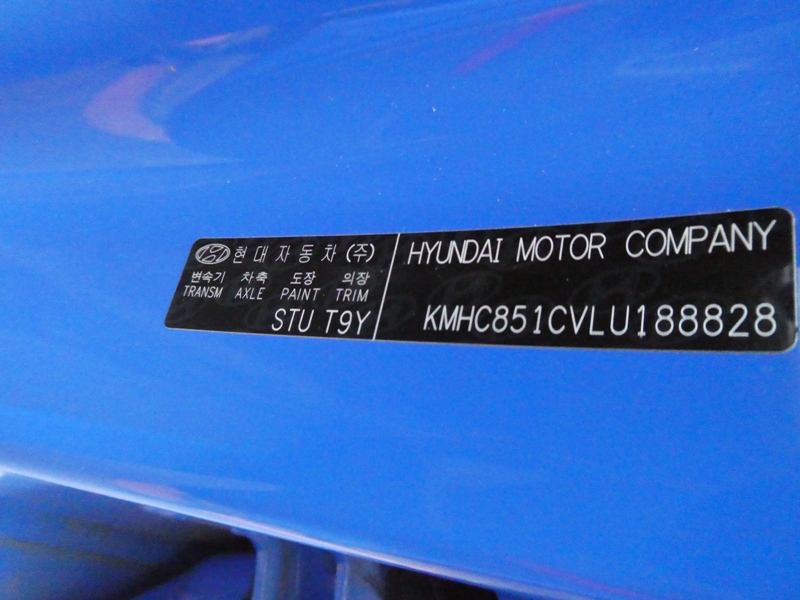 현대자동차(주)
변속기 차축 도장 의장
TRANSM AXLE PAINT TRIM
STU T9Y
HYUNDAI MOTOR COMPANY
KMHC851CVLU188828